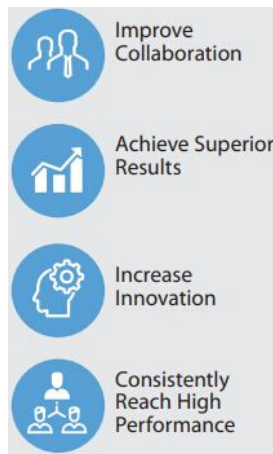 Improve
Collaboration
Achieve Superior
Results
Increase
Innovation
Consistently
Reach High
Performance